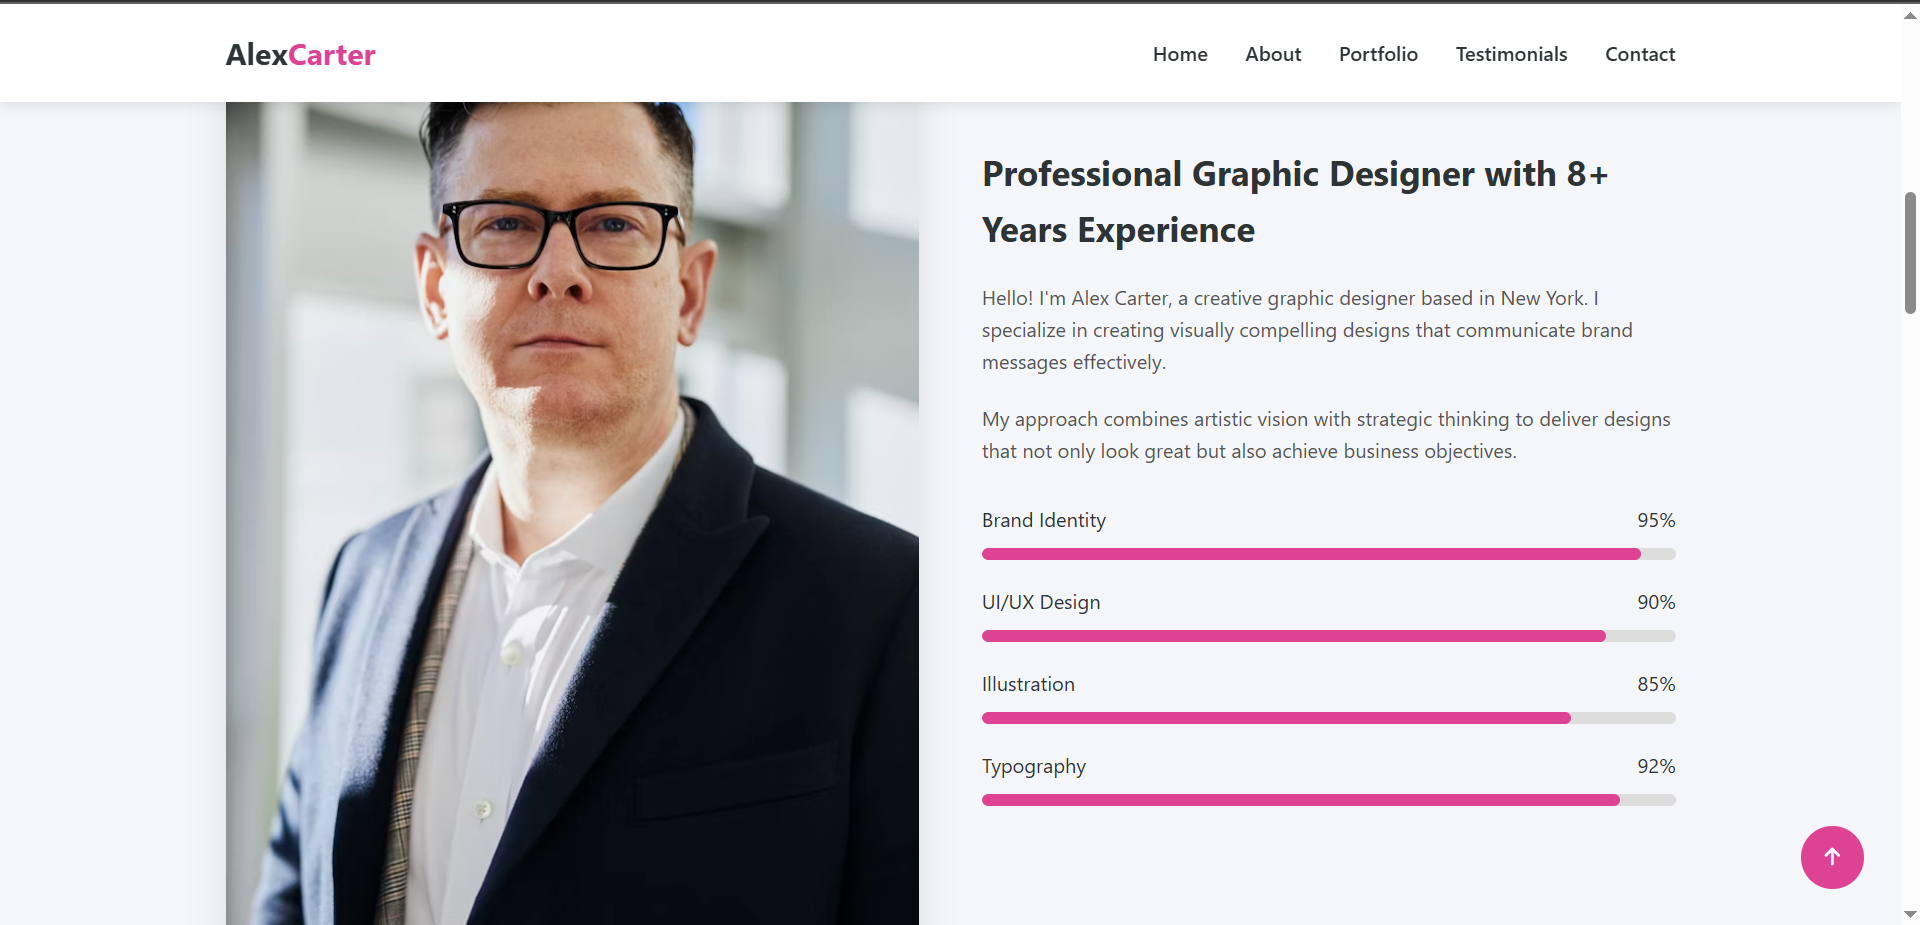 AlexCarter
Home About Portfolio Testimonials Contact
Professional Graphic Designer with 8+
Years Experience
Hello! I'm Alex Carter, a creative graphic designer based in New York. I
specialize in creating visually compelling designs that communicate brand
messages effectively.
My approach combines artistic vision with strategic thinking to deliver designs
that not only look great but also achieve business objectives.
Brand Identity 95%
UI/UX Design 90%
Illustration 85%
Typography 92%